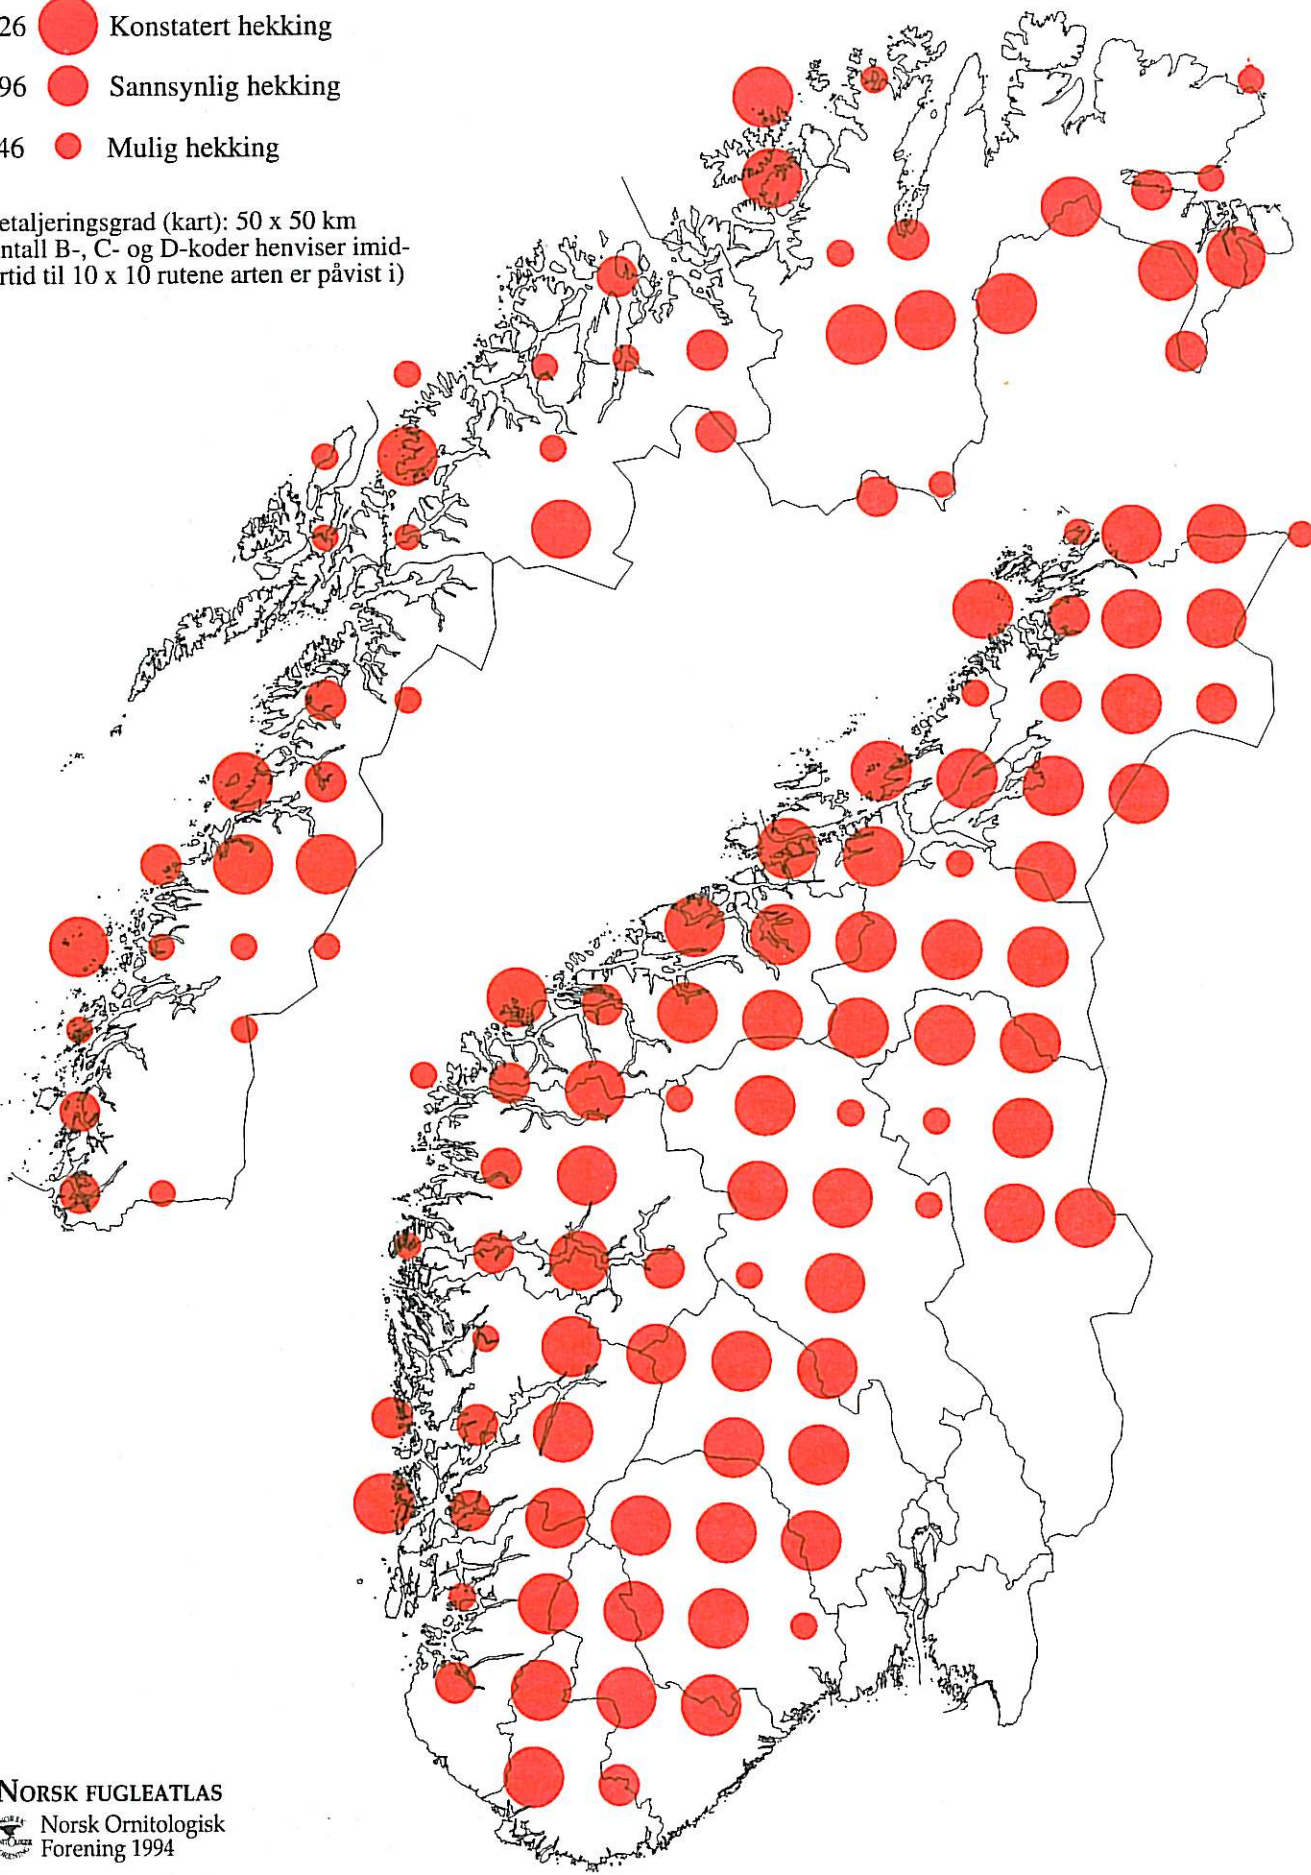 26 Konstatert hekking
96 Sannsynlig hekking
46 Mulig hekking
etaljeringsgrad (kart): 50 x 50 km
ntall B-, C- og D-koder henviser imid-
rtid til 10 x 10 rutene arten er påvist i)
NORSK FUGLEATLAS
Norsk Ornitologisk
Forening 1994